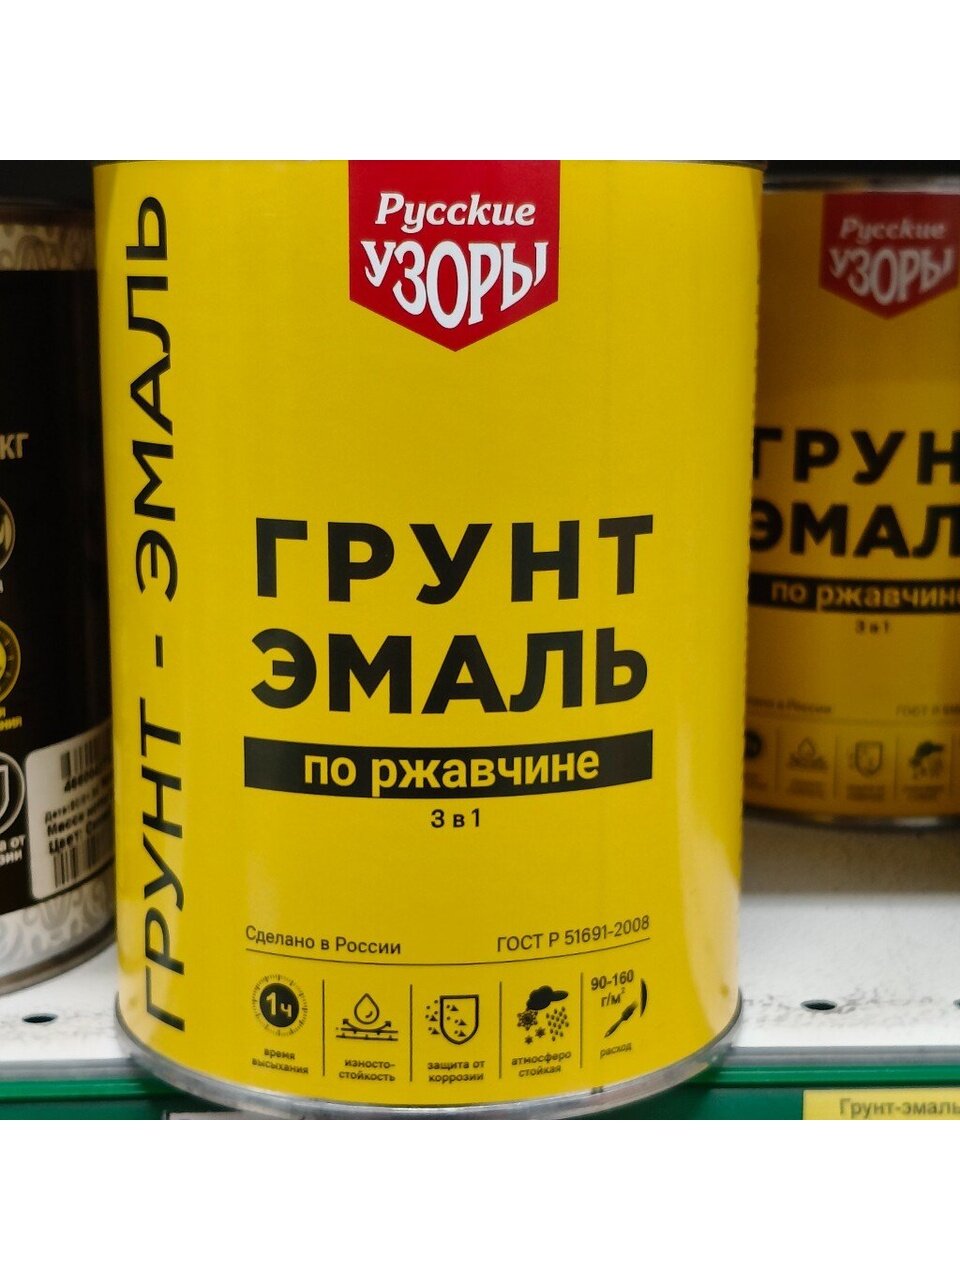 Русские
УЗОРЫ
ГРУНТ - ЭМАЛЬ
ГРУНТ
ЭМАЛЬ
по ржавчине
3 в 1
Сделано в России
ГОСТ Р 51691-2008
1ч
время
высыхания
износо-
стойкость
защита от
коррозии
атмосферо
стойкая
90-160
г/м²
расход
Русские
УЗОРЫ
ГРУН
ЭМАЛ
по ржавчине
3 в 1
кг
Грунт-эмаль